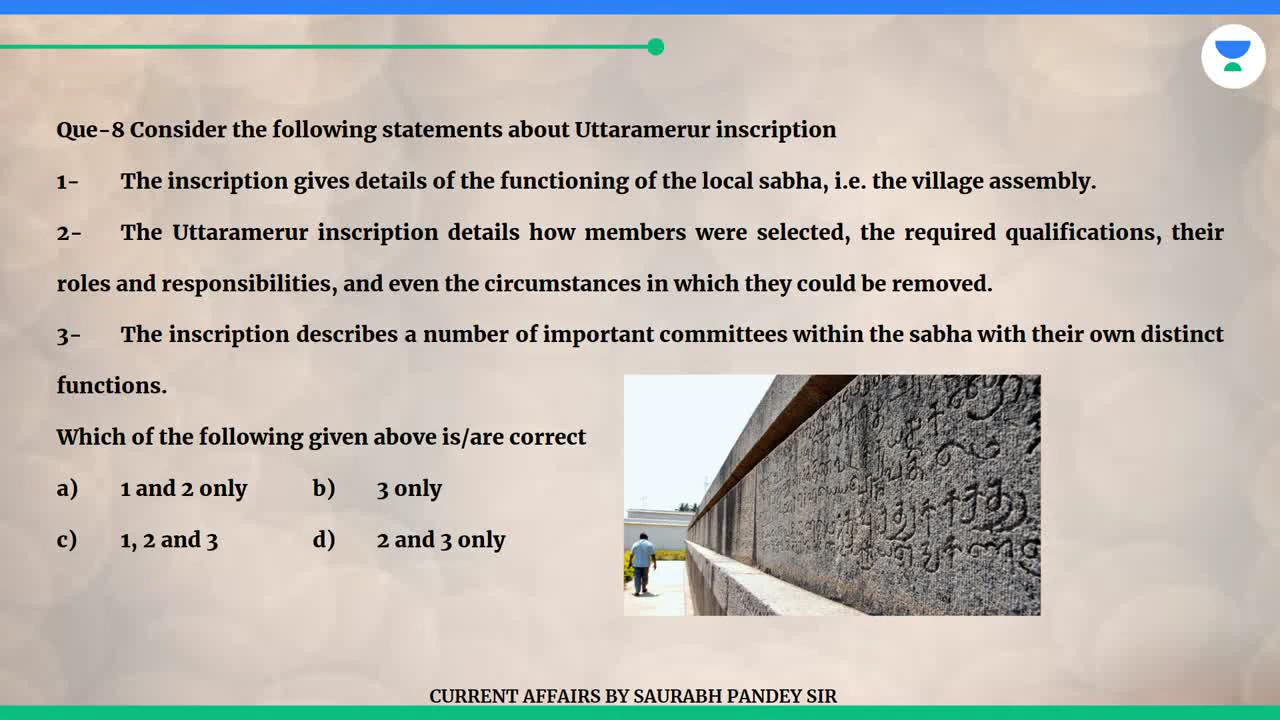 Que-8 Consider the following statements about Uttaramerur inscription
1- The inscription gives details of the functioning of the local sabha, i.e. the village assembly.
2- The Uttaramerur inscription details how members were selected, the required qualifications, their
roles and responsibilities, and even the circumstances in which they could be removed.
3- The inscription describes a number of important committees within the sabha with their own distinct
functions.
Which of the following given above is/are correct
a) 1 and 2 only b) 3 only
c) 1, 2 and 3 d) 2 and 3 only
CURRENT AFFAIRS BY SAURABH PANDEY SIR